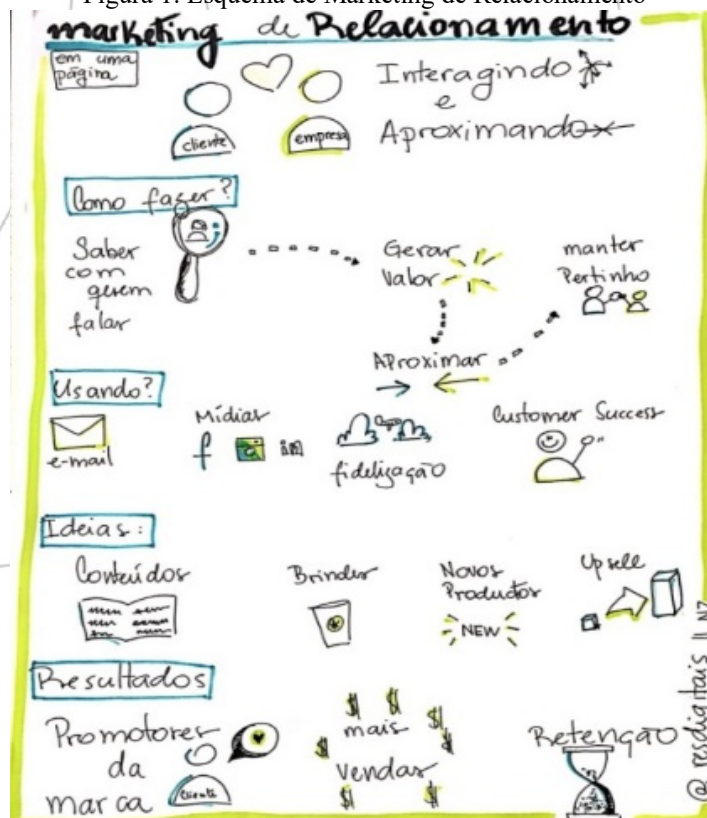 Figura 1: Esquema de Marketing de Relacionamento
marketing de Relacionamento
em uma
página
Interagindo
e
Aproximando
cliente
empresa
Como fazer?
Saber
com
quem
falar
Gerar
Valor
manter
Pertinho
Aproximar
Usando?
e-mail
Mídias
f in
fidelização
Customer Success
Ideias:
Conteúdos
Brindes
Novos
Productos
NEW
Upsell
Resultados
Promotores
da
marca
cliente
$ $ $ $ $ $ $
mais
vendas
Retenção
@resdigitais || NZ